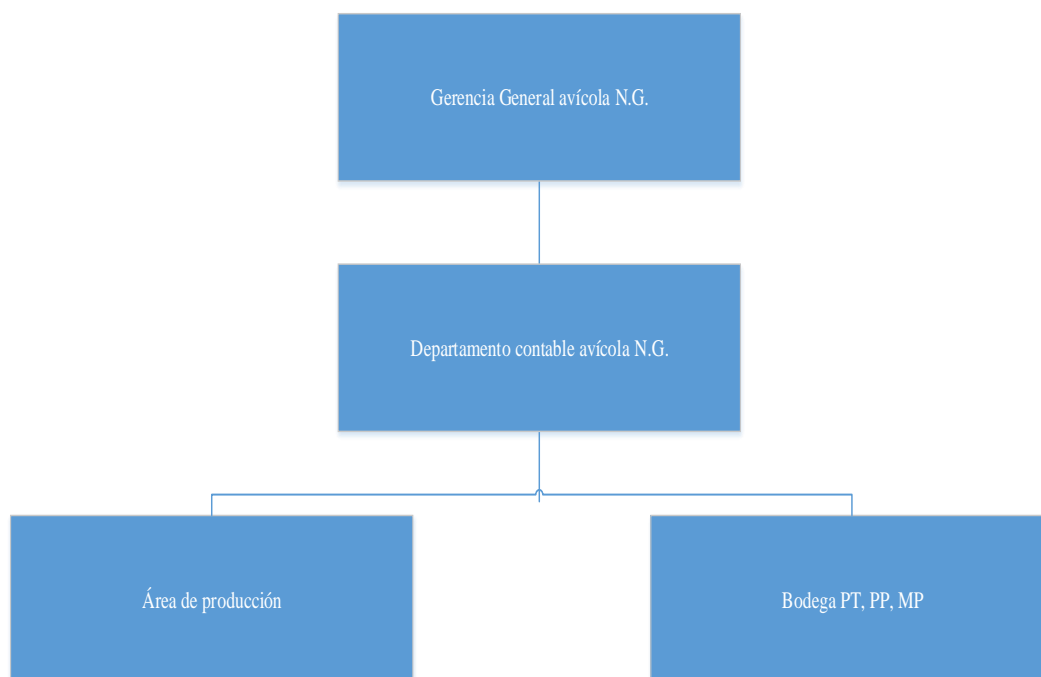 Gerencia General avícola N.G.
Departamento contable avícola N.G.
Área de producción
Bodega PT, PP, MP